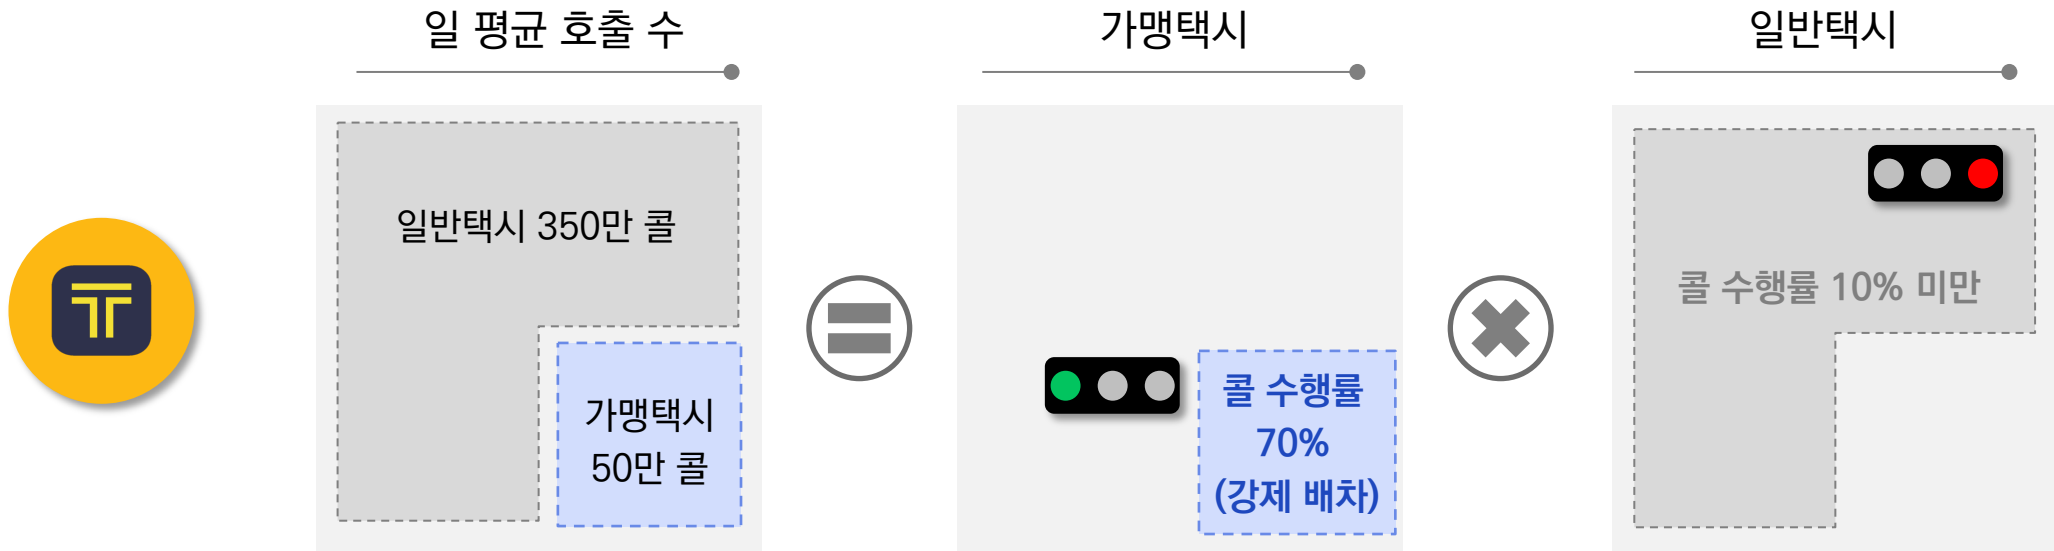 일 평균 호출 수
가맹택시
일반택시
일반택시 350만 콜
가맹택시
50만 콜
콜 수행률
70%
(강제 배차)
콜 수행률 10% 미만